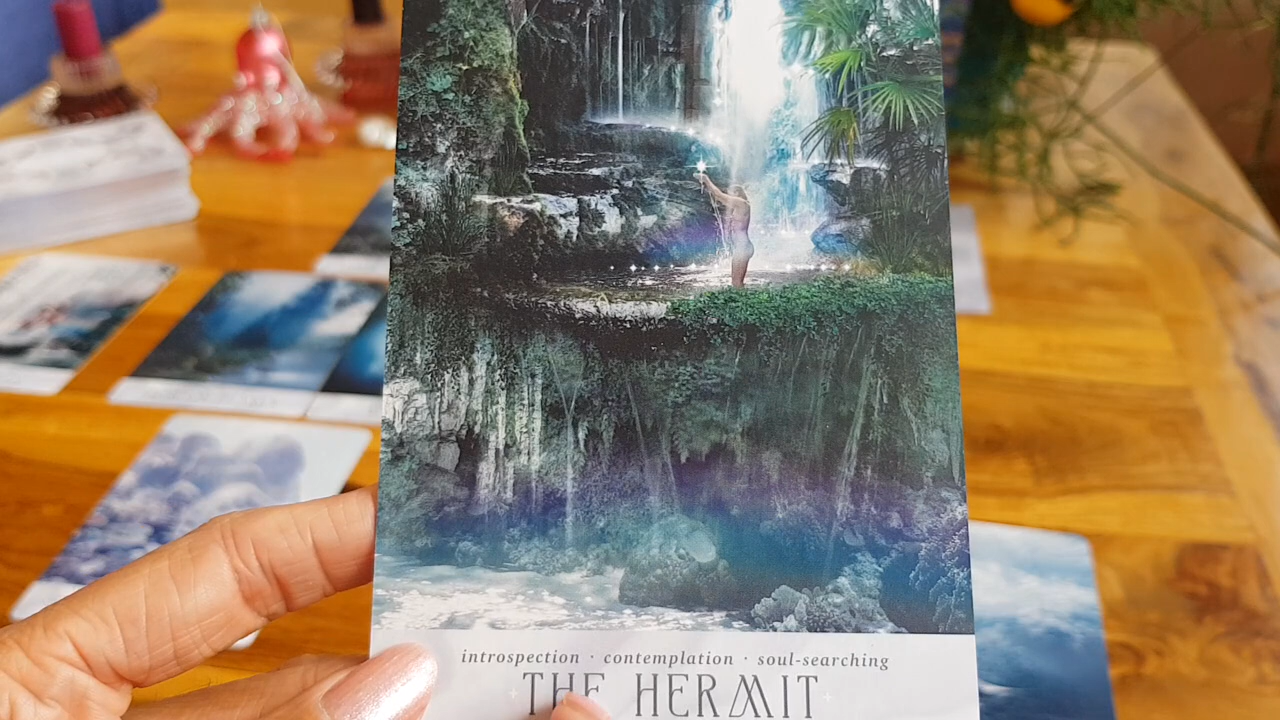 introspection · contemplation · soul-searching
THE HERMIT